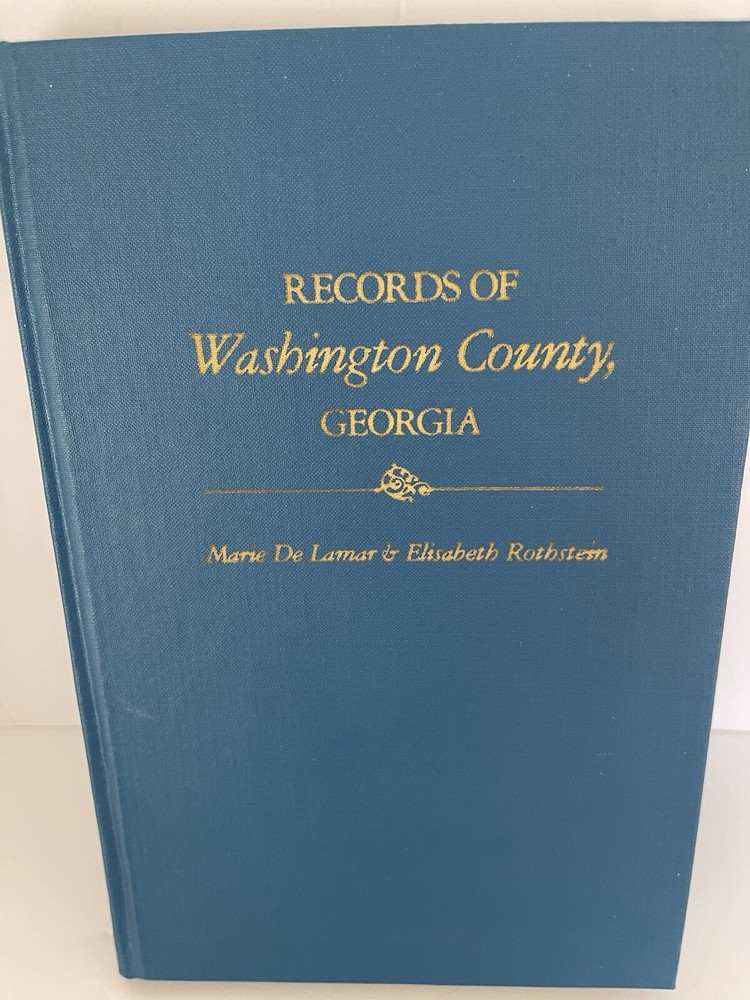 RECORDS OF
Washington County,
GEORGIA
Marie De Lamar & Elisabeth Rothstein